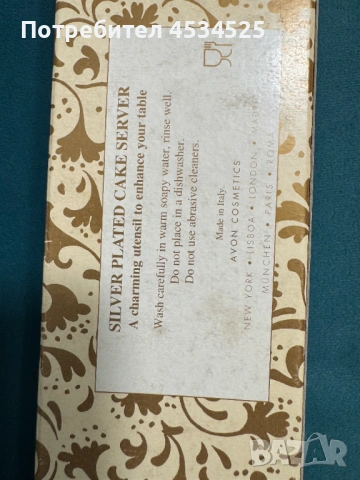 Потребител 4534525
SILVER PLATED CAKE SERVER
A charming utensil to enhance your table
Wash carefully in warm soapy water, rinse well.
Do not place in a dishwasher.
Do not use abrasive cleaners.
Made in Italy.
AVON COSMETICS
NEW YORK • LISBOA • LONDON •
MÜNCHEN • PARIS • ROMA
BAZAR